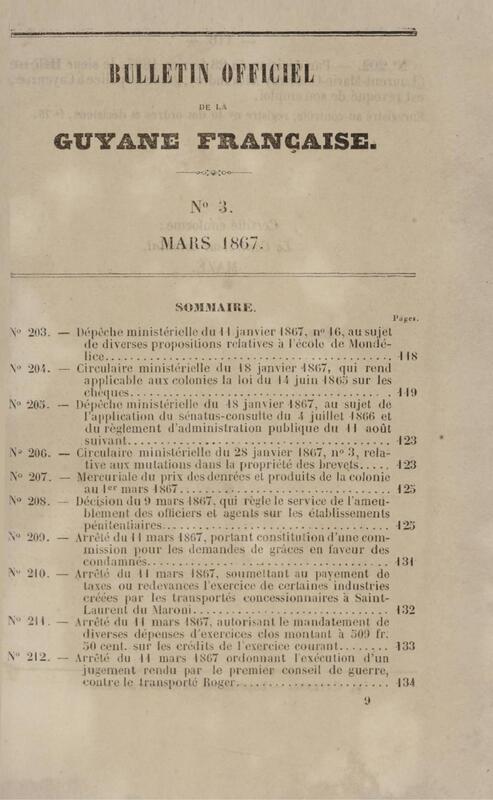 BULLETIN OFFICIEL
DE LA
GUYANE FRANÇAISE.
N° 3.
MARS 1867.
SOMMAIRE.
Pages.
N° 203. — Dépêche ministérielle du 11 janvier 1867, n° 16, au sujet
de diverses propositions relatives à l'école de Mondé-
lice........................................ 118
N° 204. — Circulaire ministérielle du 18 janvier 1867, qui rend
applicable aux colonies la loi du 14 juin 1865 sur les
chèques........................................ 119
N° 205. — Dépêche ministérielle du 18 janvier 1867, au sujet de
l'application du sénatus-consulte du 4 juillet 1866 et
du règlement d'administration publique du 11 août
suivant........................................ 123
N° 206. — Circulaire ministérielle du 28 janvier 1867, n° 3, rela-
tive aux mutations dans la propriété des brevets..... 123
N° 207. — Mercuriale du prix des denrées et produits de la colonie
au 1er mars 1867........................................ 125
N° 208. — Décision du 9 mars 1867, qui règle le service de l'ameu-
blement des officiers et agents sur les établissements
pénitentiaires........................................ 125
N° 209. — Arrêté du 11 mars 1867, portant constitution d'une com-
mission pour les demandes de grâces en faveur des
condamnés........................................ 131
N° 210. — Arrêté du 11 mars 1867, soumettant au payement de
taxes ou redevances l'exercice de certaines industries
créées par les transportés concessionnaires à Saint-
Laurent du Maroni........................................ 132
N° 211. — Arrêté du 11 mars 1867, autorisant le mandatement de
diverses dépenses d'exercices clos montant à 509 fr.
50 cent. sur les crédits de l'exercice courant........ 133
N° 212. — Arrêté du 11 mars 1867 ordonnant l'exécution d'un
jugement rendu par le premier conseil de guerre,
contre le transporté Roger........................................ 134
9